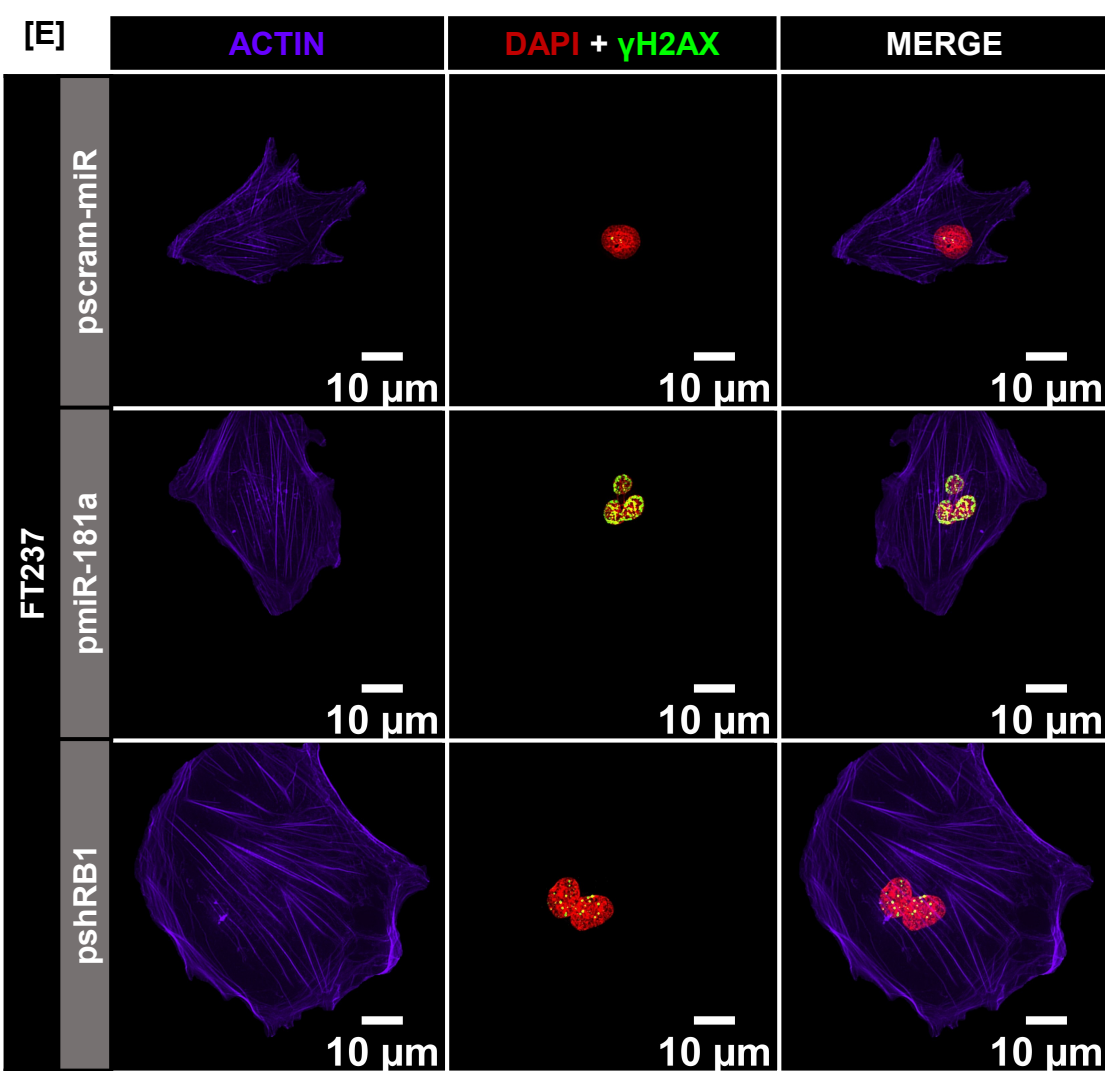 [E]
ACTIN
DAPI + γH2AX
MERGE
FT237
pscram-miR
10 µm
10 µm
10 µm
pmiR-181a
10 µm
10 µm
10 µm
pshRB1
10 µm
10 µm
10 µm